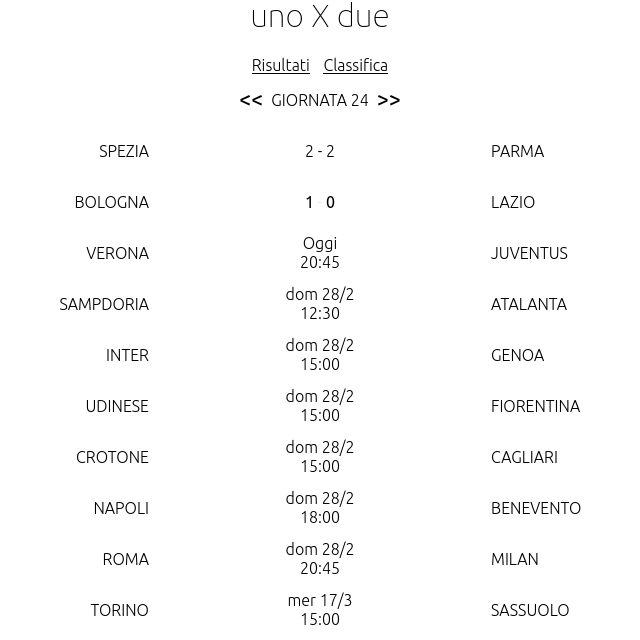 uno X due
Risultati Classifica
<< GIORNATA 24 >>
SPEZIA 2 - 2 PARMA
BOLOGNA 1 0 LAZIO
Oggi
VERONA JUVENTUS
20:45
dom 28/2
SAMPDORIA ATALANTA
12:30
dom 28/2
INTER GENOA
15:00
dom 28/2
UDINESE FIORENTINA
15:00
dom 28/2
CROTONE CAGLIARI
15:00
dom 28/2
NAPOLI BENEVENTO
18:00
dom 28/2
ROMA MILAN
20:45
mer 17/3
TORINO SASSUOLO
15:00